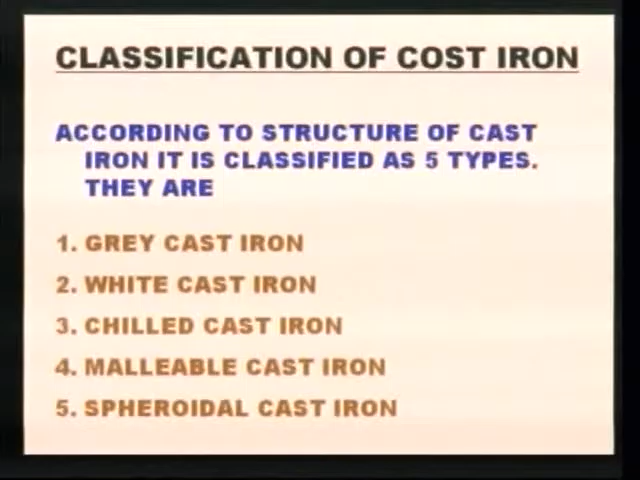 CLASSIFICATION OF COST IRON
ACCORDING TO STRUCTURE OF CAST
IRON IT IS CLASSIFIED AS 5 TYPES.
THEY ARE
1. GREY CAST IRON
2. WHITE CAST IRON
3. CHILLED CAST IRON
4. MALLEABLE CAST IRON
5. SPHEROIDAL CAST IRON